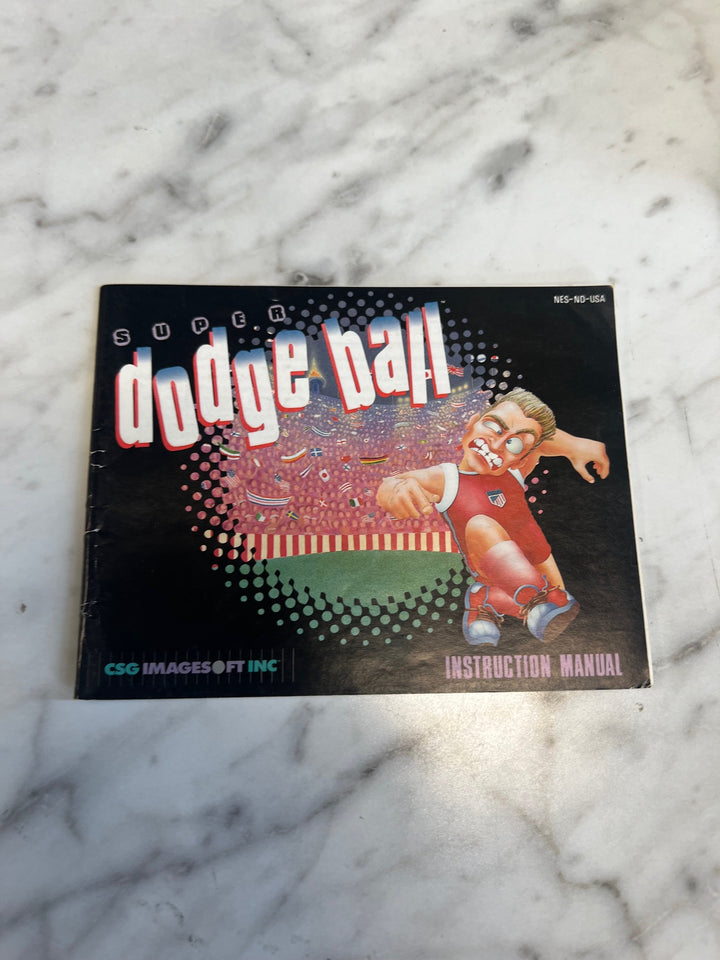 NES-ND-USA
SUPER
dodge ball
CSG IMAGESOFT INC
INSTRUCTION MANUAL